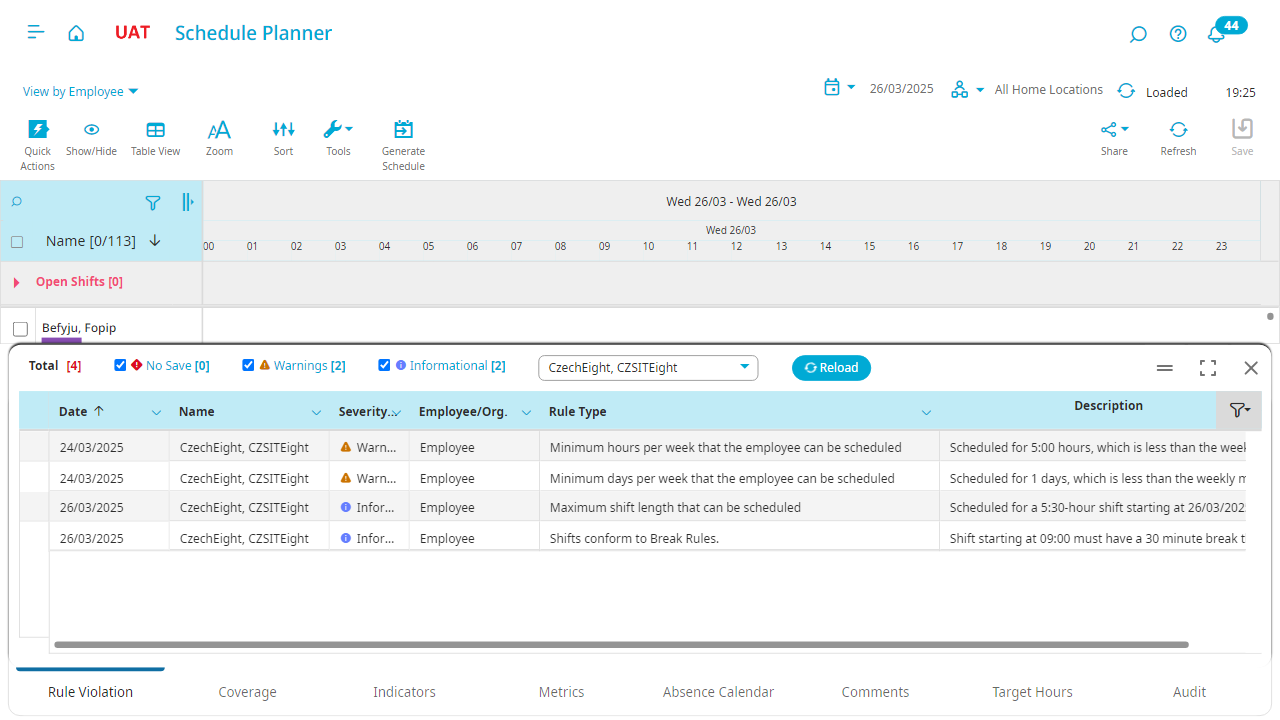 UAT
Schedule Planner
44
View by Employee
26/03/2025
All Home Locations
Loaded
19:25
Quick Actions
Show/Hide
Table View
Zoom
Sort
Tools
Generate Schedule
Share
Refresh
Save
Wed 26/03 - Wed 26/03
Name [0/113]
Wed 26/03
00 01 02 03 04 05 06 07 08 09 10 11 12 13 14 15 16 17 18 19 20 21 22 23
Open Shifts [0]
Befyju, Fopip
Total [4] No Save [0] Warnings [2] Informational [2] CzechEight, CZSITEight Reload
Date Name Severity... Employee/Org. Rule Type Description
24/03/2025 CzechEight, CZSITEight Warn... Employee Minimum hours per week that the employee can be scheduled Scheduled for 5:00 hours, which is less than the week
24/03/2025 CzechEight, CZSITEight Warn... Employee Minimum days per week that the employee can be scheduled Scheduled for 1 days, which is less than the weekly
26/03/2025 CzechEight, CZSITEight Infor... Employee Maximum shift length that can be scheduled Scheduled for a 5:30-hour shift starting at 26/03/202
26/03/2025 CzechEight, CZSITEight Infor... Employee Shifts conform to Break Rules. Shift starting at 09:00 must have a 30 minute break t
Rule Violation Coverage Indicators Metrics Absence Calendar Comments Target Hours Audit